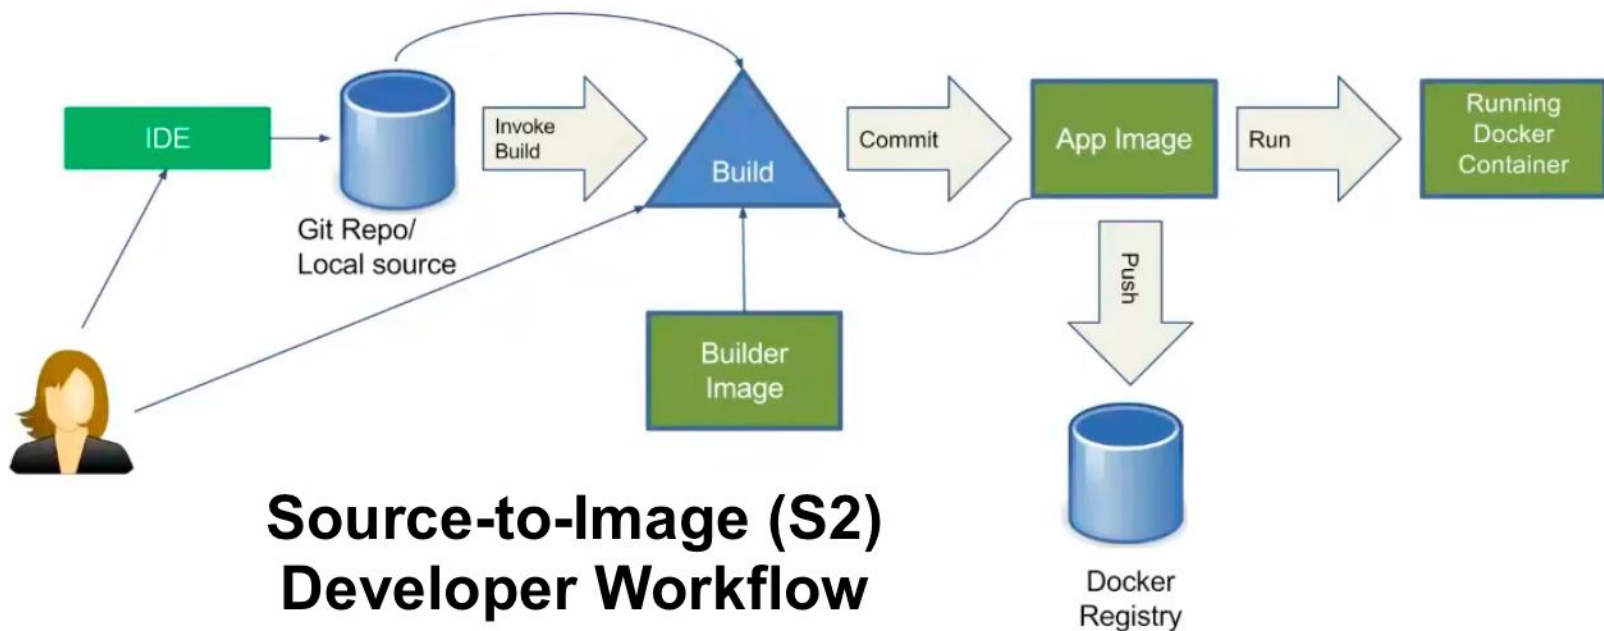 IDE
Git Repo/
Local source
Invoke
Build
Build
Commit
App Image
Run
Running
Docker
Container
Push
Builder
Image
Docker
Registry
Source-to-Image (S2)
Developer Workflow